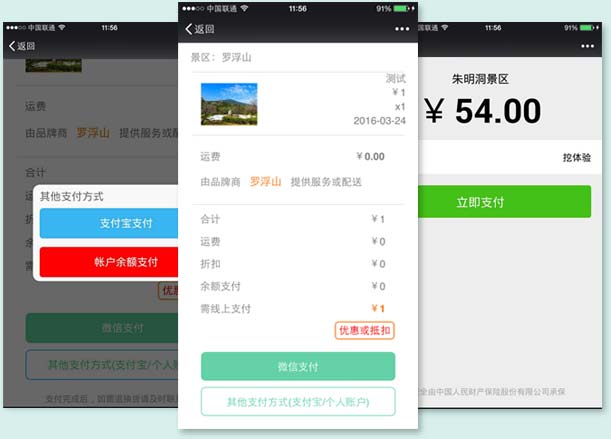 中国联通 11:56
返回
运费
由品牌商 罗浮山 提供服务或配
合计
其他支付方式
支付宝支付
帐户余额支付
微信支付
其他支付方式(支付宝/个人账
支付完成后，如需退换货请及时联
中国联通 11:56 91%
返回
景区：罗浮山
测试
¥ 1
x1
2016-03-24
运费 ¥ 0.00
由品牌商 罗浮山 提供服务或配送
合计 ¥ 1
运费 ¥ 0
折扣 ¥ 0
余额支付 ¥ 0
需线上支付 ¥ 1
优惠或抵扣
微信支付
其他支付方式(支付宝/个人账户)
11:56 91%
朱明洞景区
¥ 54.00
挖体验
立即支付
全由中国人民财产保险股份有限公司承保